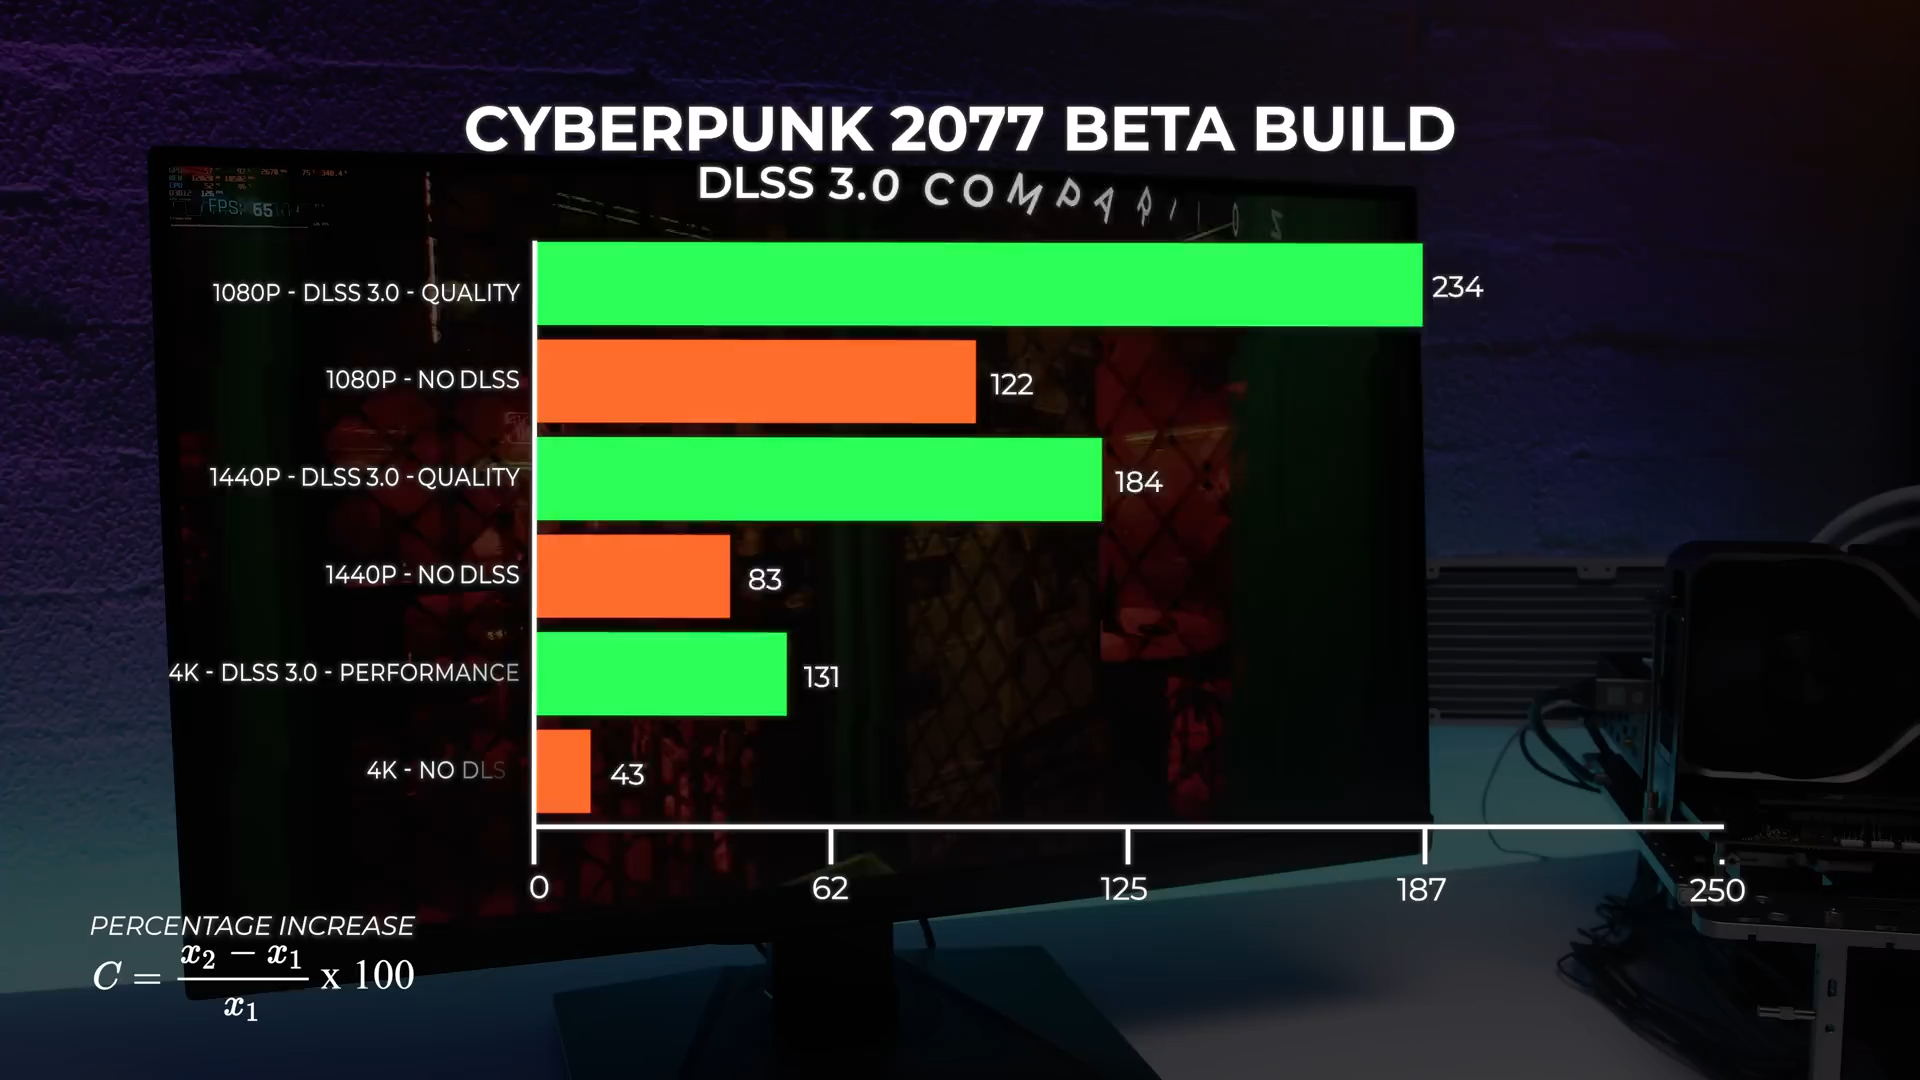 CYBERPUNK 2077 BETA BUILD
DLSS 3.0 COMPARI
FPS: 65
1080P - DLSS 3.0 - QUALITY
234
1080P - NO DLSS
122
1440P - DLSS 3.0 - QUALITY
184
1440P - NO DLSS
83
4K - DLSS 3.0 - PERFORMANCE
131
4K - NO DLS
43
0 62 125 187 250
PERCENTAGE INCREASE
C = (x₂ − x₁) / x₁ x 100